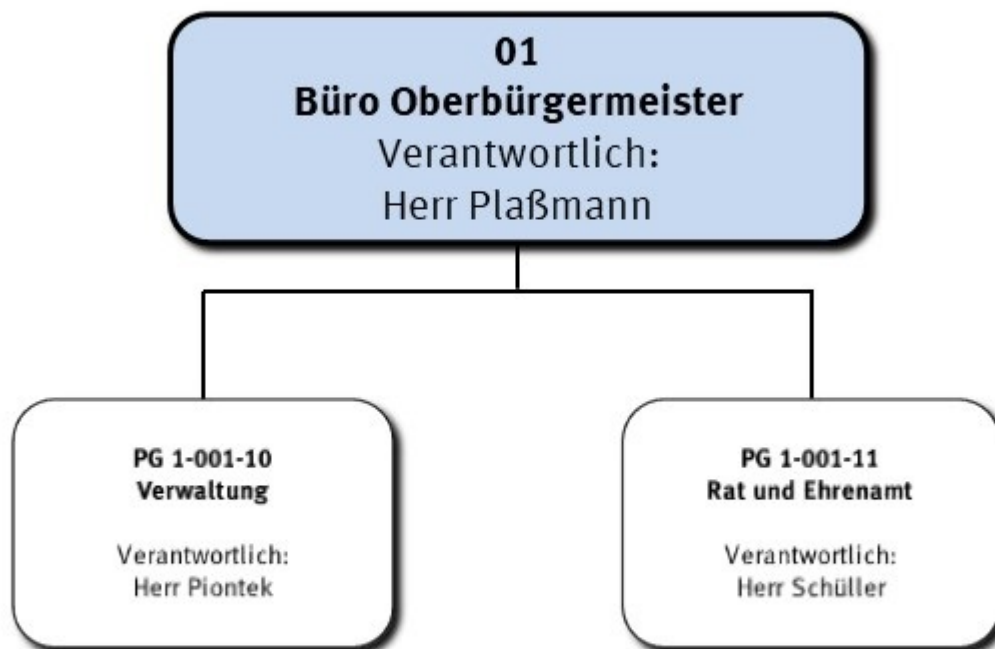 01
Büro Oberbürgermeister
Verantwortlich:
Herr Plaßmann
PG 1-001-10
Verwaltung
Verantwortlich:
Herr Piontek
PG 1-001-11
Rat und Ehrenamt
Verantwortlich:
Herr Schüller